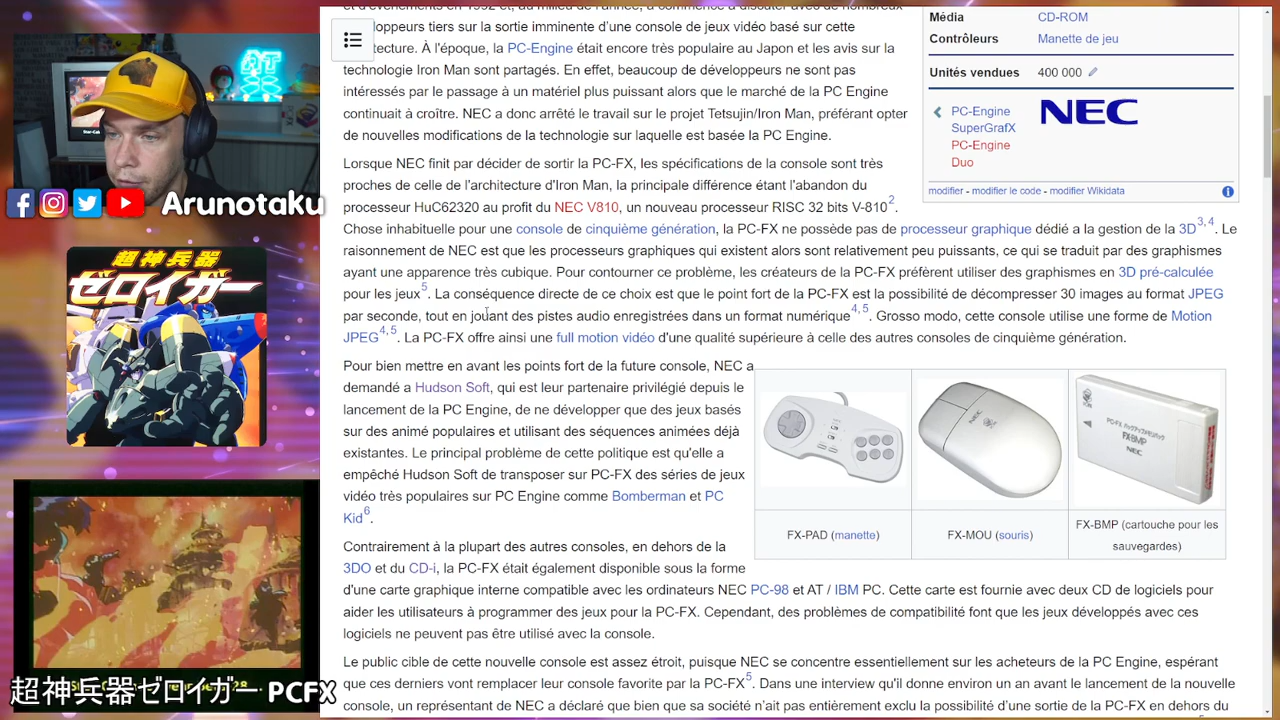 et d'événements en 1992 et, au milieu de l'année, a commencé à discuter avec de nombreux
eloppeurs tiers sur la sortie imminente d'une console de jeux vidéo basé sur cette
itecture. À l'époque, la PC-Engine était encore très populaire au Japon et les avis sur la
technologie Iron Man sont partagés. En effet, beaucoup de développeurs ne sont pas
intéressés par le passage à un matériel plus puissant alors que le marché de la PC Engine
continuait à croître. NEC a donc arrêté le travail sur le projet Tetsujin/Iron Man, préférant opter
de nouvelles modifications de la technologie sur laquelle est basée la PC Engine.
Média CD-ROM
Contrôleurs Manette de jeu
Unités vendues 400 000
PC-Engine
SuperGrafX
PC-Engine
Duo
NEC
modifier - modifier le code - modifier Wikidata
Lorsque NEC finit par décider de sortir la PC-FX, les spécifications de la console sont très
proches de celle de l'architecture d'Iron Man, la principale différence étant l'abandon du
processeur HuC62320 au profit du NEC V810, un nouveau processeur RISC 32 bits V-810 2.
Chose inhabituelle pour une console de cinquième génération, la PC-FX ne possède pas de processeur graphique dédié a la gestion de la 3D 3, 4. Le
raisonnement de NEC est que les processeurs graphiques qui existent alors sont relativement peu puissants, ce qui se traduit par des graphismes
ayant une apparence très cubique. Pour contourner ce problème, les créateurs de la PC-FX préfèrent utiliser des graphismes en 3D pré-calculée
pour les jeux 5. La conséquence directe de ce choix est que le point fort de la PC-FX est la possibilité de décompresser 30 images au format JPEG
par seconde, tout en jouant des pistes audio enregistrées dans un format numérique 4, 5. Grosso modo, cette console utilise une forme de Motion
JPEG 4, 5. La PC-FX offre ainsi une full motion vidéo d'une qualité supérieure à celle des autres consoles de cinquième génération.
Pour bien mettre en avant les points fort de la future console, NEC a
demandé a Hudson Soft, qui est leur partenaire privilégié depuis le
lancement de la PC Engine, de ne développer que des jeux basés
sur des animé populaires et utilisant des séquences animées déjà
existantes. Le principal problème de cette politique est qu'elle a
empêché Hudson Soft de transposer sur PC-FX des séries de jeux
vidéo très populaires sur PC Engine comme Bomberman et PC
Kid 6.
FX-PAD (manette)
FX-MOU (souris)
NEC
FX-BMP
FX-BMP (cartouche pour les
sauvegardes)
Contrairement à la plupart des autres consoles, en dehors de la
3DO et du CD-i, la PC-FX était également disponible sous la forme
d'une carte graphique interne compatible avec les ordinateurs NEC PC-98 et AT / IBM PC. Cette carte est fournie avec deux CD de logiciels pour
aider les utilisateurs à programmer des jeux pour la PC-FX. Cependant, des problèmes de compatibilité font que les jeux développés avec ces
logiciels ne peuvent pas être utilisé avec la console.
Le public cible de cette nouvelle console est assez étroit, puisque NEC se concentre essentiellement sur les acheteurs de la PC Engine, espérant
que ces derniers vont remplacer leur console favorite par la PC-FX 5. Dans une interview qu'il donne environ un an avant le lancement de la nouvelle
console, un représentant de NEC a déclaré que bien que sa société n'ait pas entièrement exclu la possibilité d'une sortie de la PC-FX en dehors du
Arunotaku
超神兵器
ゼロイガー
超神兵器ゼロイガー PCFX